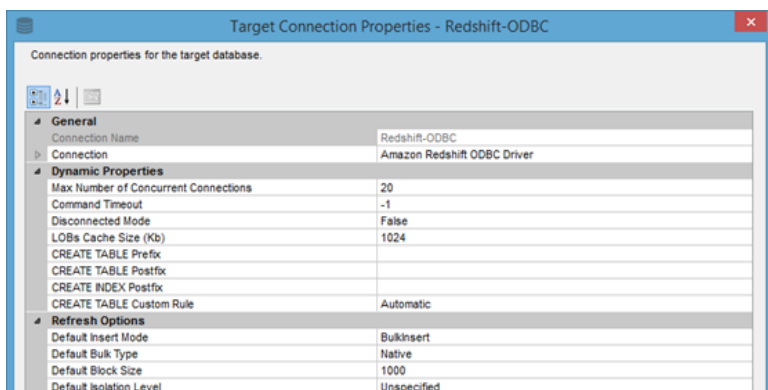 Target Connection Properties - Redshift-ODBC
Connection properties for the target database.
General
Connection Name Redshift-ODBC
Connection Amazon Redshift ODBC Driver
Dynamic Properties
Max Number of Concurrent Connections 20
Command Timeout -1
Disconnected Mode False
LOBs Cache Size (Kb) 1024
CREATE TABLE Prefix
CREATE TABLE Postfix
CREATE INDEX Postfix
CREATE TABLE Custom Rule Automatic
Refresh Options
Default Insert Mode BulkInsert
Default Bulk Type Native
Default Block Size 1000
Default Isolation Level Unspecified